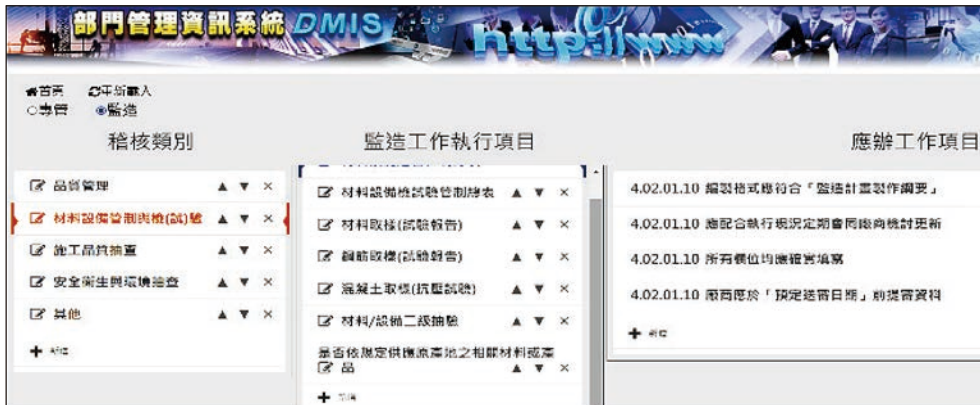 部門管理資訊系統 DMIS
http://www
首頁 重新載入
專管 監造
稽核類別
品質管理
材料設備管制與檢(試)驗
施工品質抽查
安全衛生與環境抽查
其他
新增
監造工作執行項目
材料設備檢試驗管制總表
材料取樣(試驗報告)
鋼筋取樣(試驗報告)
混凝土取樣(抗壓試驗)
材料/設備二級抽驗
是否依規定供應原產地之相關材料或產
品
新增
應辦工作項目
4.02.01.10 編製格式應符合「監造計畫製作綱要」
4.02.01.10 應配合執行現況定期會同廠商檢討更新
4.02.01.10 所有欄位均應確實填寫
4.02.01.10 廠商應於「預定送審日期」前提審資料
新增